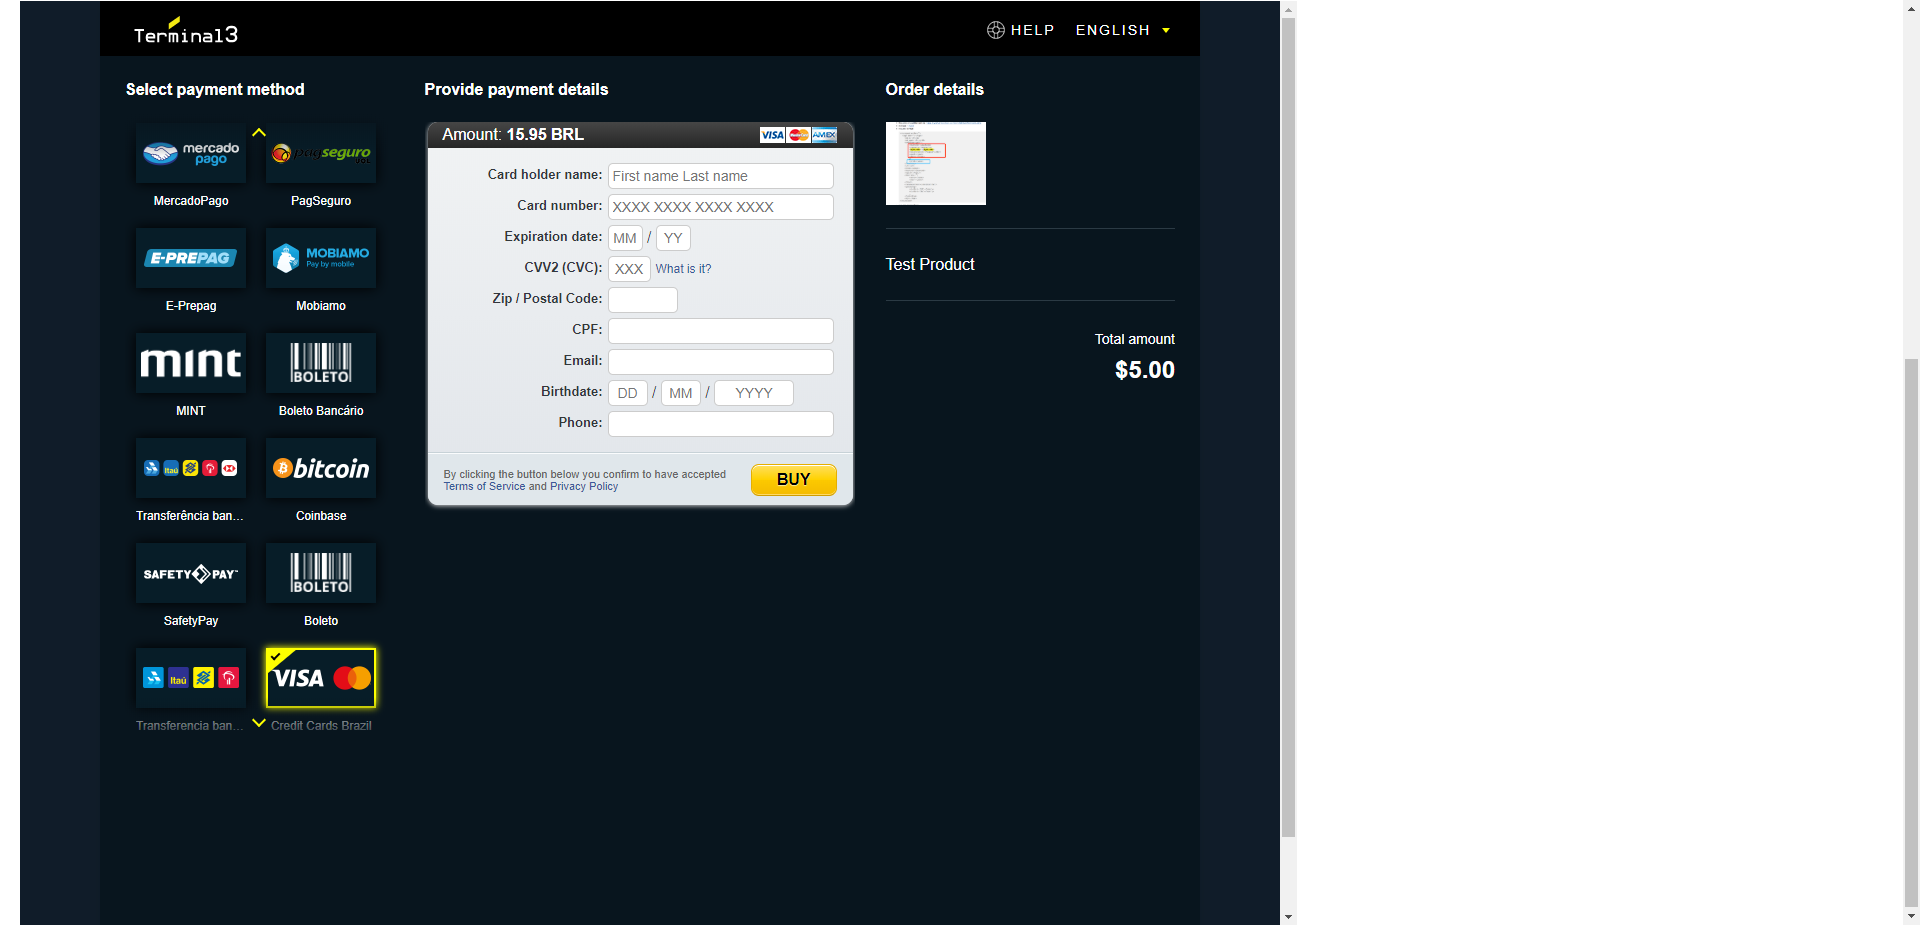 Terminal3
HELP
ENGLISH
Select payment method
mercado
pago
MercadoPago
pagseguro
PagSeguro
E-PREPAG
E-Prepag
MOBIAMO
Pay by mobile
Mobiamo
mint
MINT
BOLETO
Boleto Bancário
Itaú
Transferência ban...
bitcoin
Coinbase
SAFETY PAY
SafetyPay
BOLETO
Boleto
Itaú
Transferencia ban...
VISA
Credit Cards Brazil
Provide payment details
Amount: 15.95 BRL
VISA MasterCard AMEX
Card holder name: First name Last name
Card number: XXXX XXXX XXXX XXXX
Expiration date: MM / YY
CVV2 (CVC): XXX What is it?
Zip / Postal Code:
CPF:
Email:
Birthdate: DD / MM / YYYY
Phone:
By clicking the button below you confirm to have accepted
Terms of Service and Privacy Policy
BUY
Order details
Test Product
Total amount
$5.00